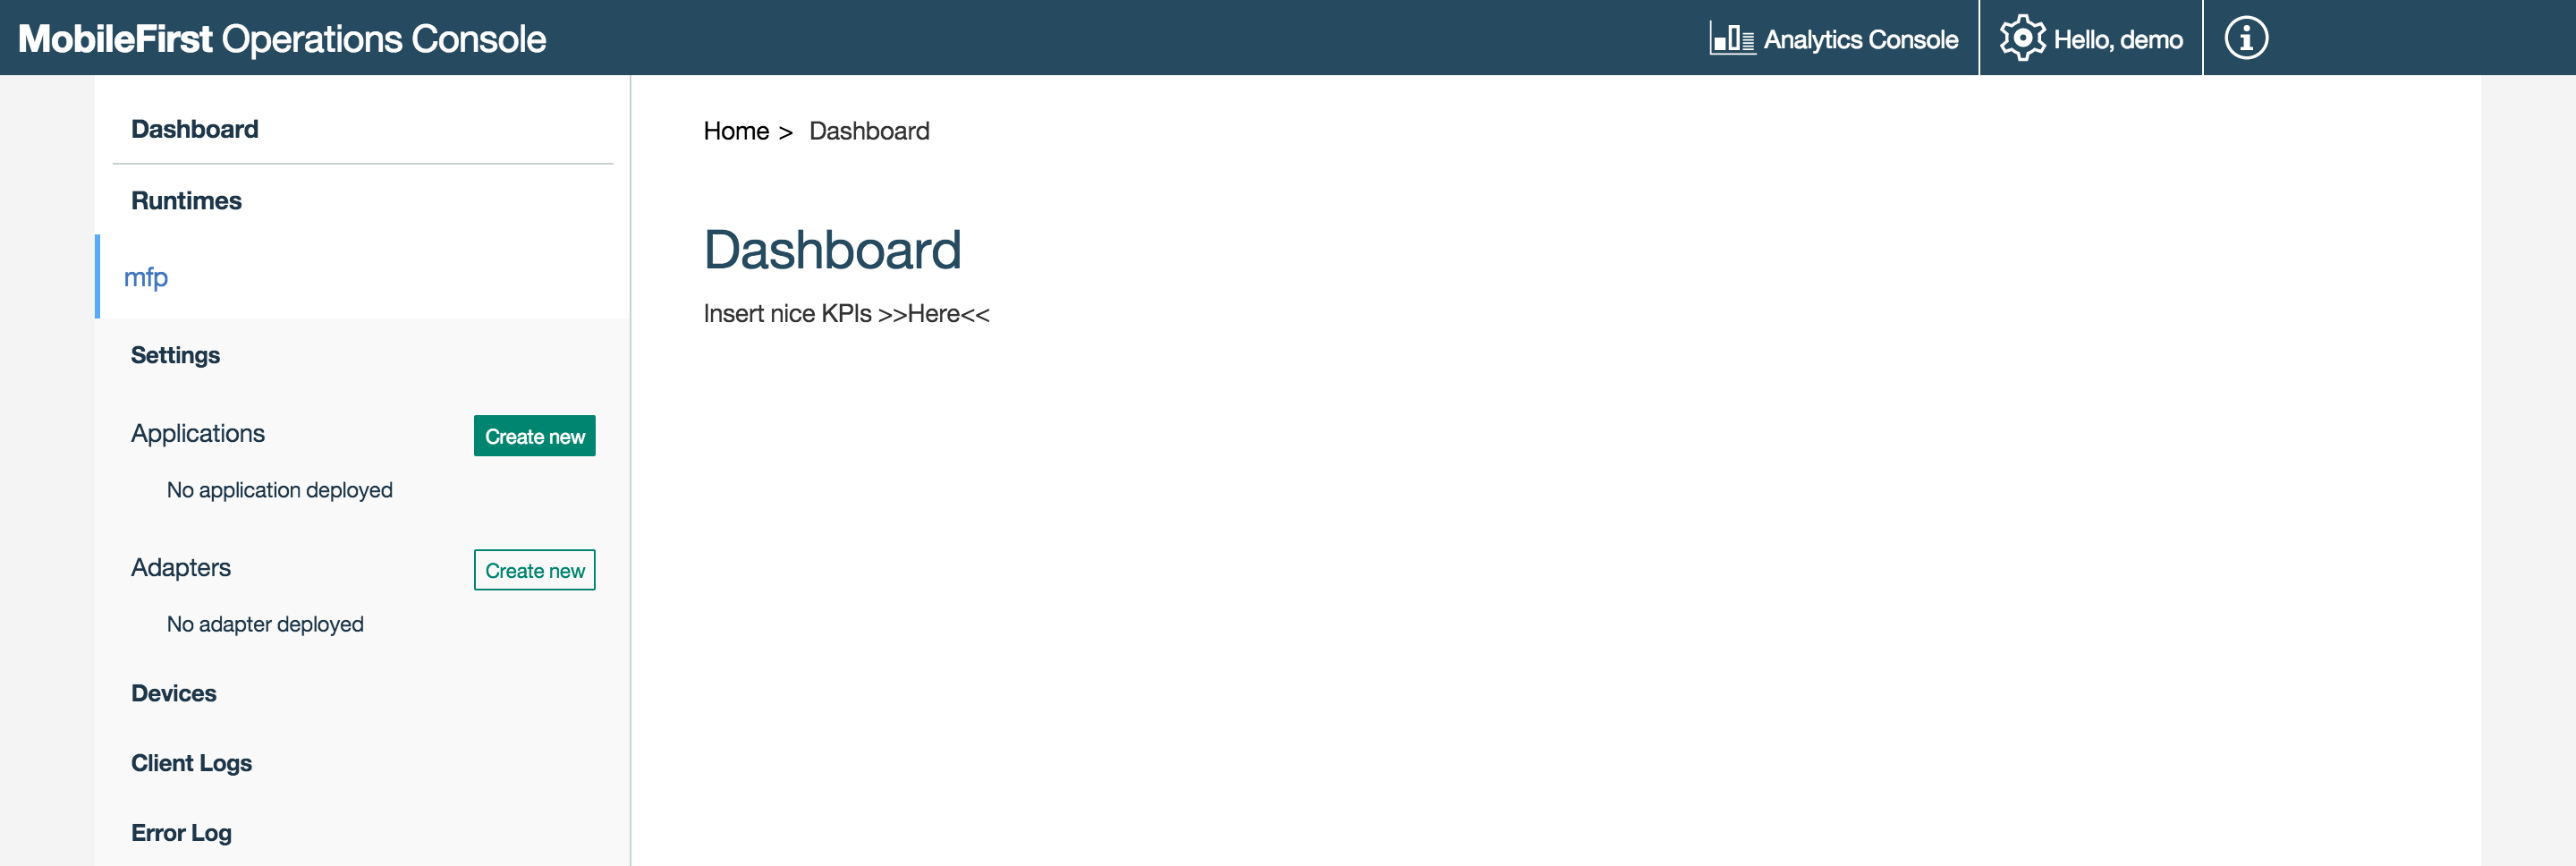 MobileFirst Operations Console
Analytics Console
Hello, demo
Dashboard
Runtimes
mfp
Settings
Applications
Create new
No application deployed
Adapters
Create new
No adapter deployed
Devices
Client Logs
Error Log
Home > Dashboard
Dashboard
Insert nice KPIs >>Here<<